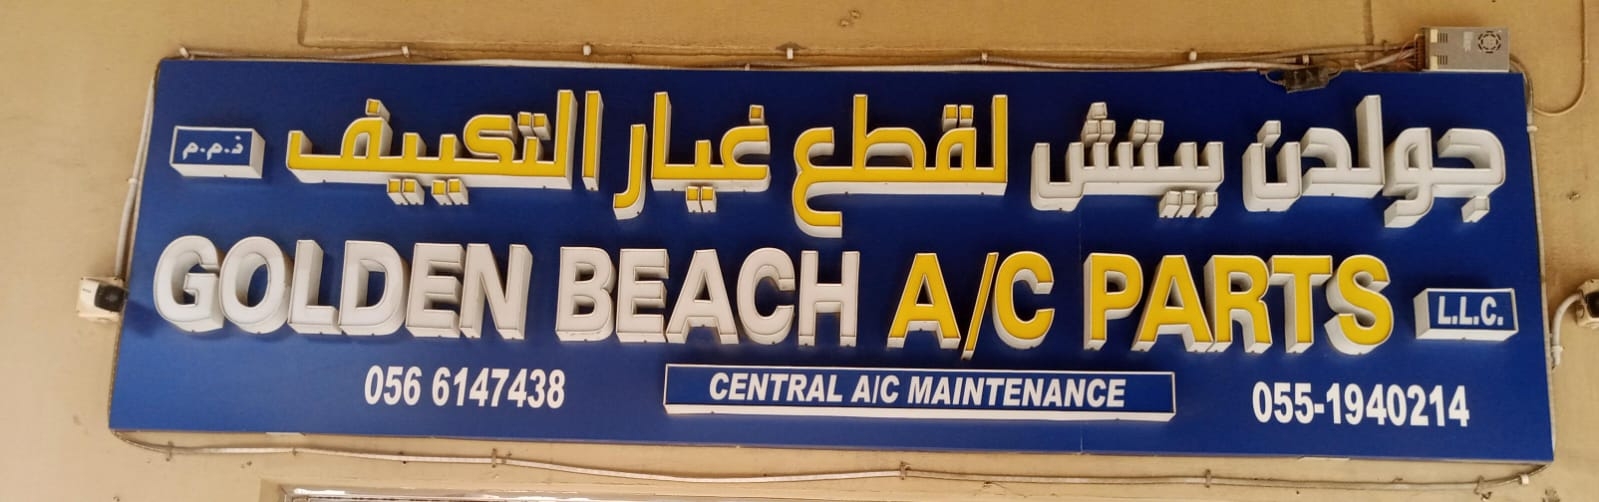 جولدن بيتش لقطع غيار التكييف ذ.م.م
GOLDEN BEACH A/C PARTS L.L.C.
056 6147438 CENTRAL A/C MAINTENANCE 055-1940214